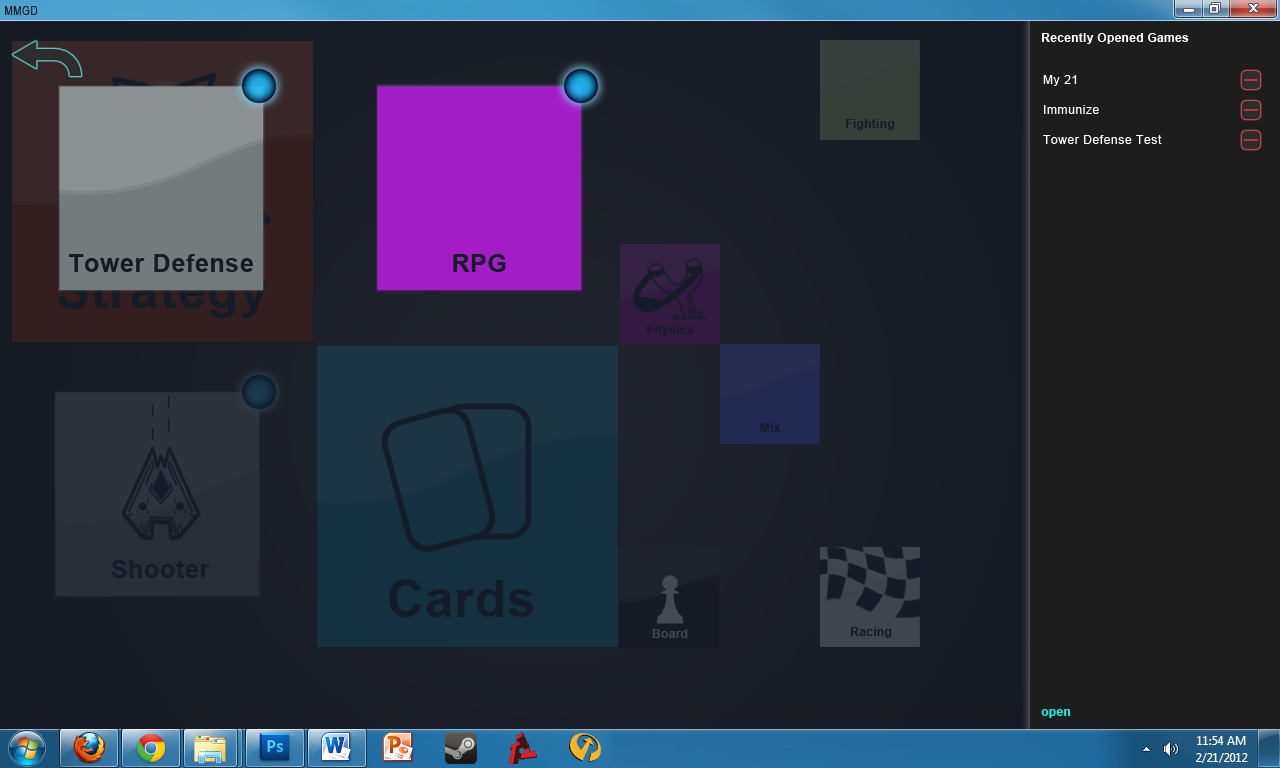 MMGD
Recently Opened Games
My 21
Immunize
Tower Defense Test
Tower Defense
RPG
Strategy
Fighting
Physics
Mix
Shooter
Cards
Board
Racing
open
Ps
W
P
11:54 AM
2/21/2012